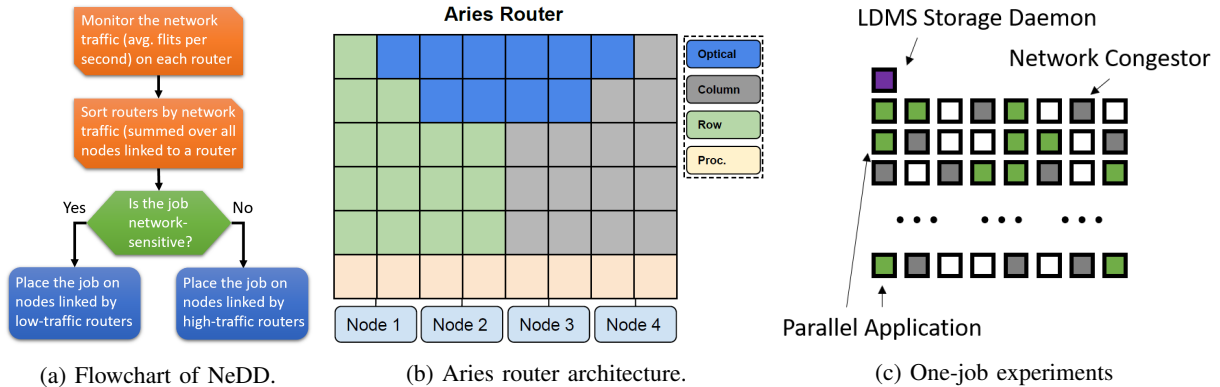 Monitor the network
traffic (avg. flits per
second) on each router
Sort routers by network
traffic (summed over all
nodes linked to a router
Is the job
network-
sensitive?
Yes
No
Place the job on
nodes linked by
low-traffic routers
Place the job on
nodes linked by
high-traffic routers
(a) Flowchart of NeDD.
Aries Router
Optical
Column
Row
Proc.
Node 1
Node 2
Node 3
Node 4
(b) Aries router architecture.
LDMS Storage Daemon
Network Congestor
Parallel Application
(c) One-job experiments